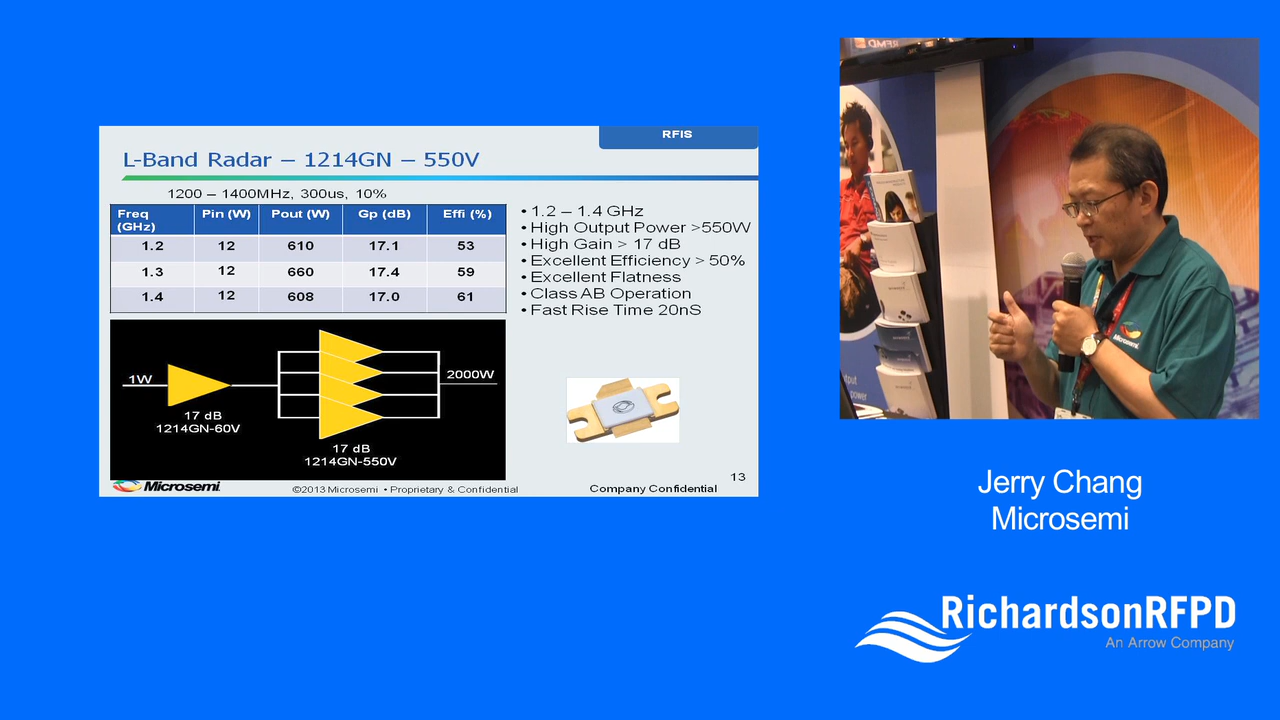 RFIS
L-Band Radar – 1214GN – 550V
1200 – 1400MHz, 300us, 10%
Freq (GHz) Pin (W) Pout (W) Gp (dB) Effi (%)
1.2 12 610 17.1 53
1.3 12 660 17.4 59
1.4 12 608 17.0 61
• 1.2 – 1.4 GHz
• High Output Power >550W
• High Gain > 17 dB
• Excellent Efficiency > 50%
• Excellent Flatness
• Class AB Operation
• Fast Rise Time 20nS
1W
2000W
17 dB
1214GN-60V
17 dB
1214GN-550V
13
Microsemi
©2013 Microsemi • Proprietary & Confidential
Company Confidential
Microsemi
Jerry Chang
Microsemi
RichardsonRFPD
An Arrow Company